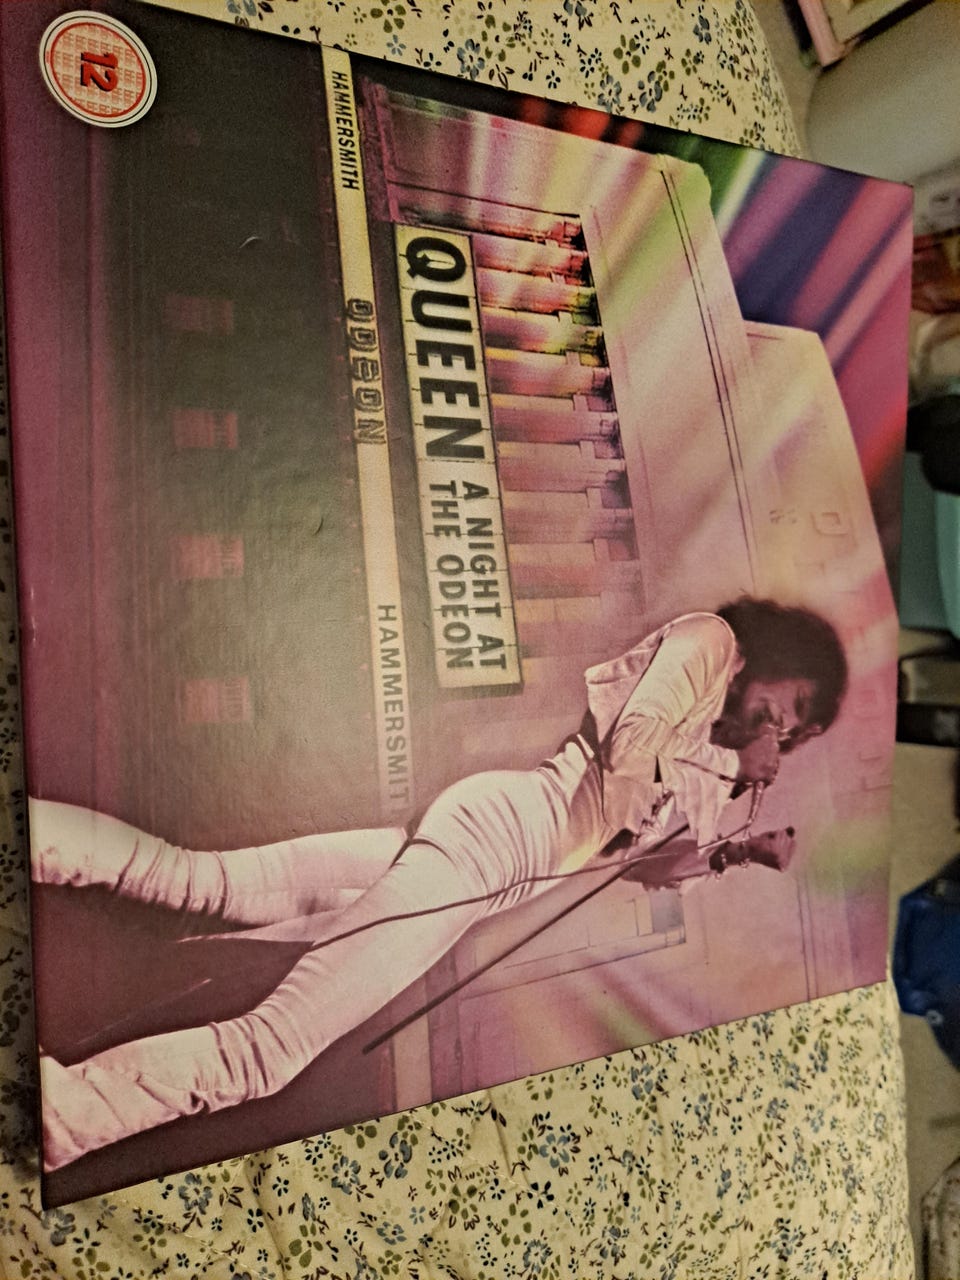 12
HAMMERSMITH ODEON HAMMERSMIT
QUEEN A NIGHT AT
THE ODEON